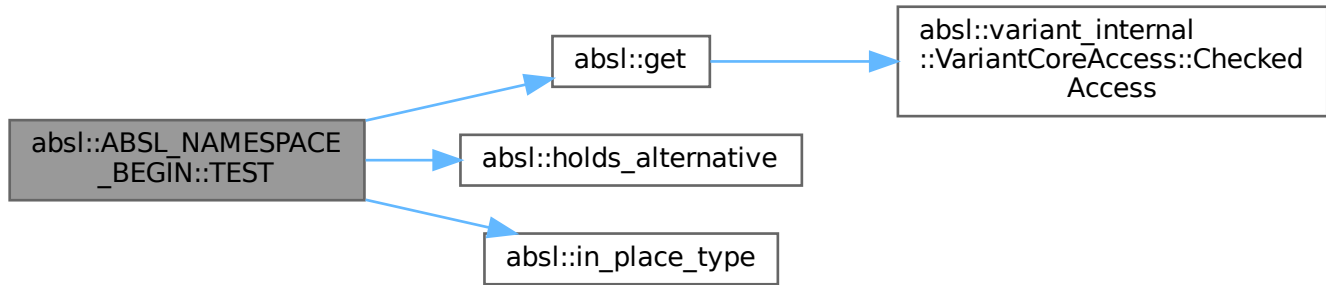 absl::ABSL_NAMESPACE
_BEGIN::TEST
absl::get
absl::variant_internal
::VariantCoreAccess::Checked
Access
absl::holds_alternative
absl::in_place_type